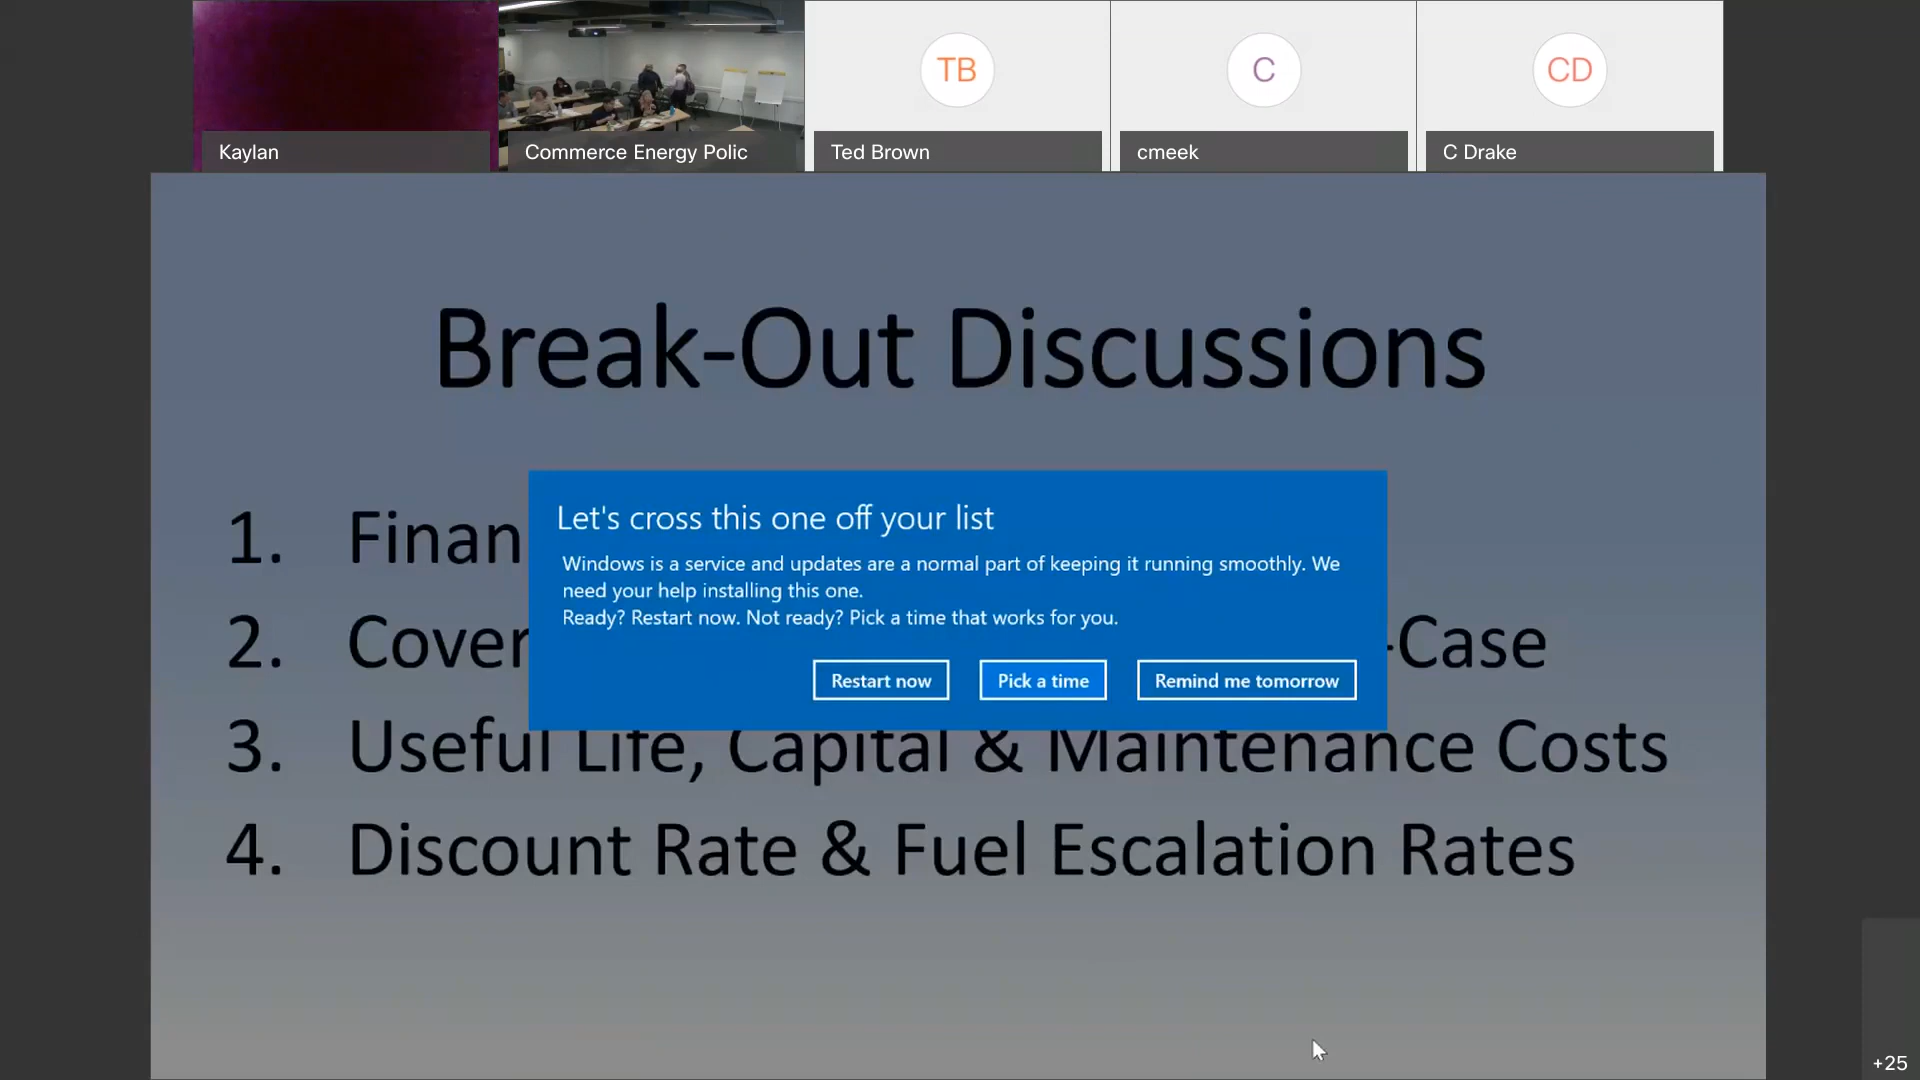 TB
C
CD
Kaylan
Commerce Energy Polic
Ted Brown
cmeek
C Drake
Break-Out Discussions
1. Finan
2. Cover
-Case
3. Useful Life, Capital & Maintenance Costs
4. Discount Rate & Fuel Escalation Rates
Let's cross this one off your list
Windows is a service and updates are a normal part of keeping it running smoothly. We
need your help installing this one.
Ready? Restart now. Not ready? Pick a time that works for you.
Restart now
Pick a time
Remind me tomorrow
+25